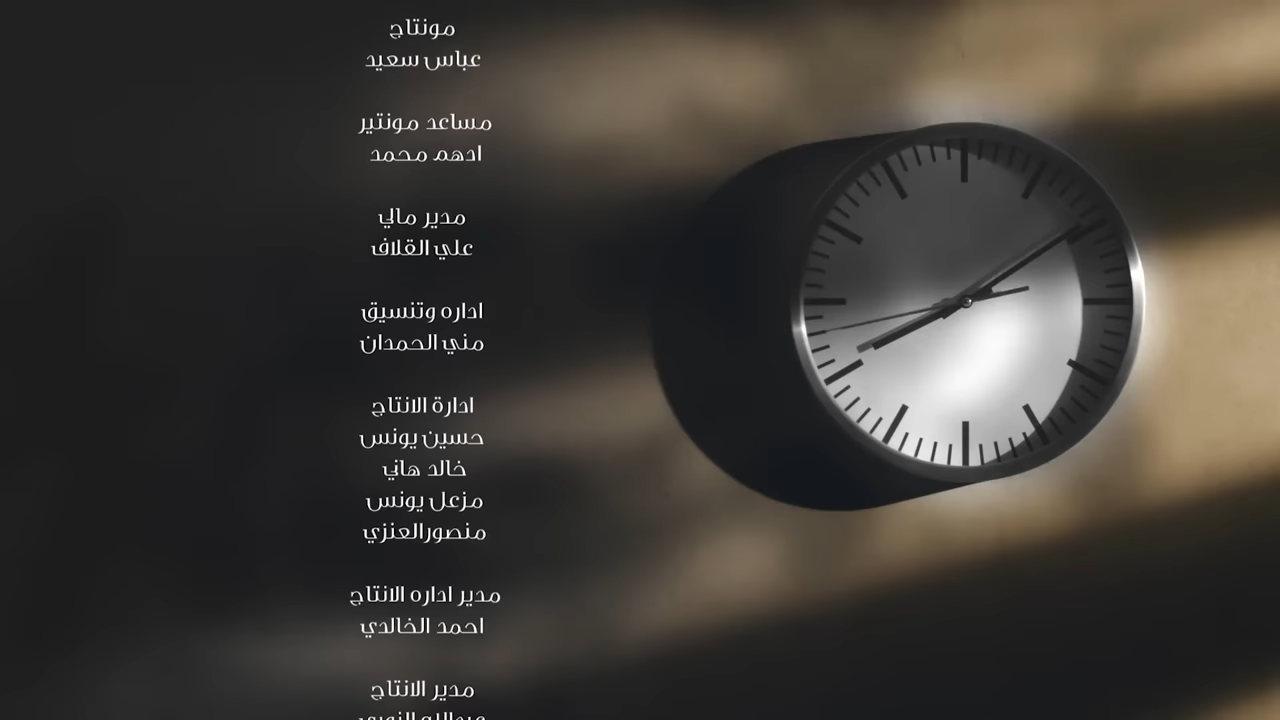 مونتاج
عباس سعيد
مساعد مونتير
ادهم محمد
مدير مالي
علي القلاف
اداره وتنسيق
مني الحمدان
ادارة الانتاج
حسين يونس
خالد هاني
مزعل يونس
منصورالعنزي
مدير اداره الانتاج
احمد الخالدي
مدير الانتاج